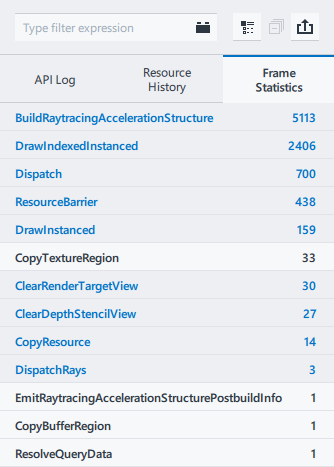 Type filter expression
API Log
Resource
History
Frame
Statistics
BuildRaytracingAccelerationStructure 5113
DrawIndexedInstanced 2406
Dispatch 700
ResourceBarrier 438
DrawInstanced 159
CopyTextureRegion 33
ClearRenderTargetView 30
ClearDepthStencilView 27
CopyResource 14
DispatchRays 3
EmitRaytracingAccelerationStructurePostbuildInfo 1
CopyBufferRegion 1
ResolveQueryData 1